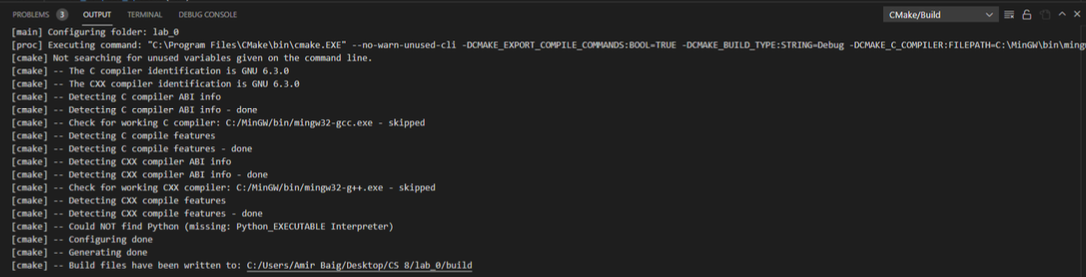 PROBLEMS 3 OUTPUT TERMINAL DEBUG CONSOLE CMake/Build
[main] Configuring folder: lab_0
[proc] Executing command: "C:\Program Files\CMake\bin\cmake.EXE" --no-warn-unused-cli -DCMAKE_EXPORT_COMPILE_COMMANDS:BOOL=TRUE -DCMAKE_BUILD_TYPE:STRING=Debug -DCMAKE_C_COMPILER:FILEPATH=C:\MinGW\bin\ming
[cmake] Not searching for unused variables given on the command line.
[cmake] -- The C compiler identification is GNU 6.3.0
[cmake] -- The CXX compiler identification is GNU 6.3.0
[cmake] -- Detecting C compiler ABI info
[cmake] -- Detecting C compiler ABI info - done
[cmake] -- Check for working C compiler: C:/MinGW/bin/mingw32-gcc.exe - skipped
[cmake] -- Detecting C compile features
[cmake] -- Detecting C compile features - done
[cmake] -- Detecting CXX compiler ABI info
[cmake] -- Detecting CXX compiler ABI info - done
[cmake] -- Check for working CXX compiler: C:/MinGW/bin/mingw32-g++.exe - skipped
[cmake] -- Detecting CXX compile features
[cmake] -- Detecting CXX compile features - done
[cmake] -- Could NOT find Python (missing: Python_EXECUTABLE Interpreter)
[cmake] -- Configuring done
[cmake] -- Generating done
[cmake] -- Build files have been written to: C:/Users/Amir Baig/Desktop/CS 8/lab_0/build